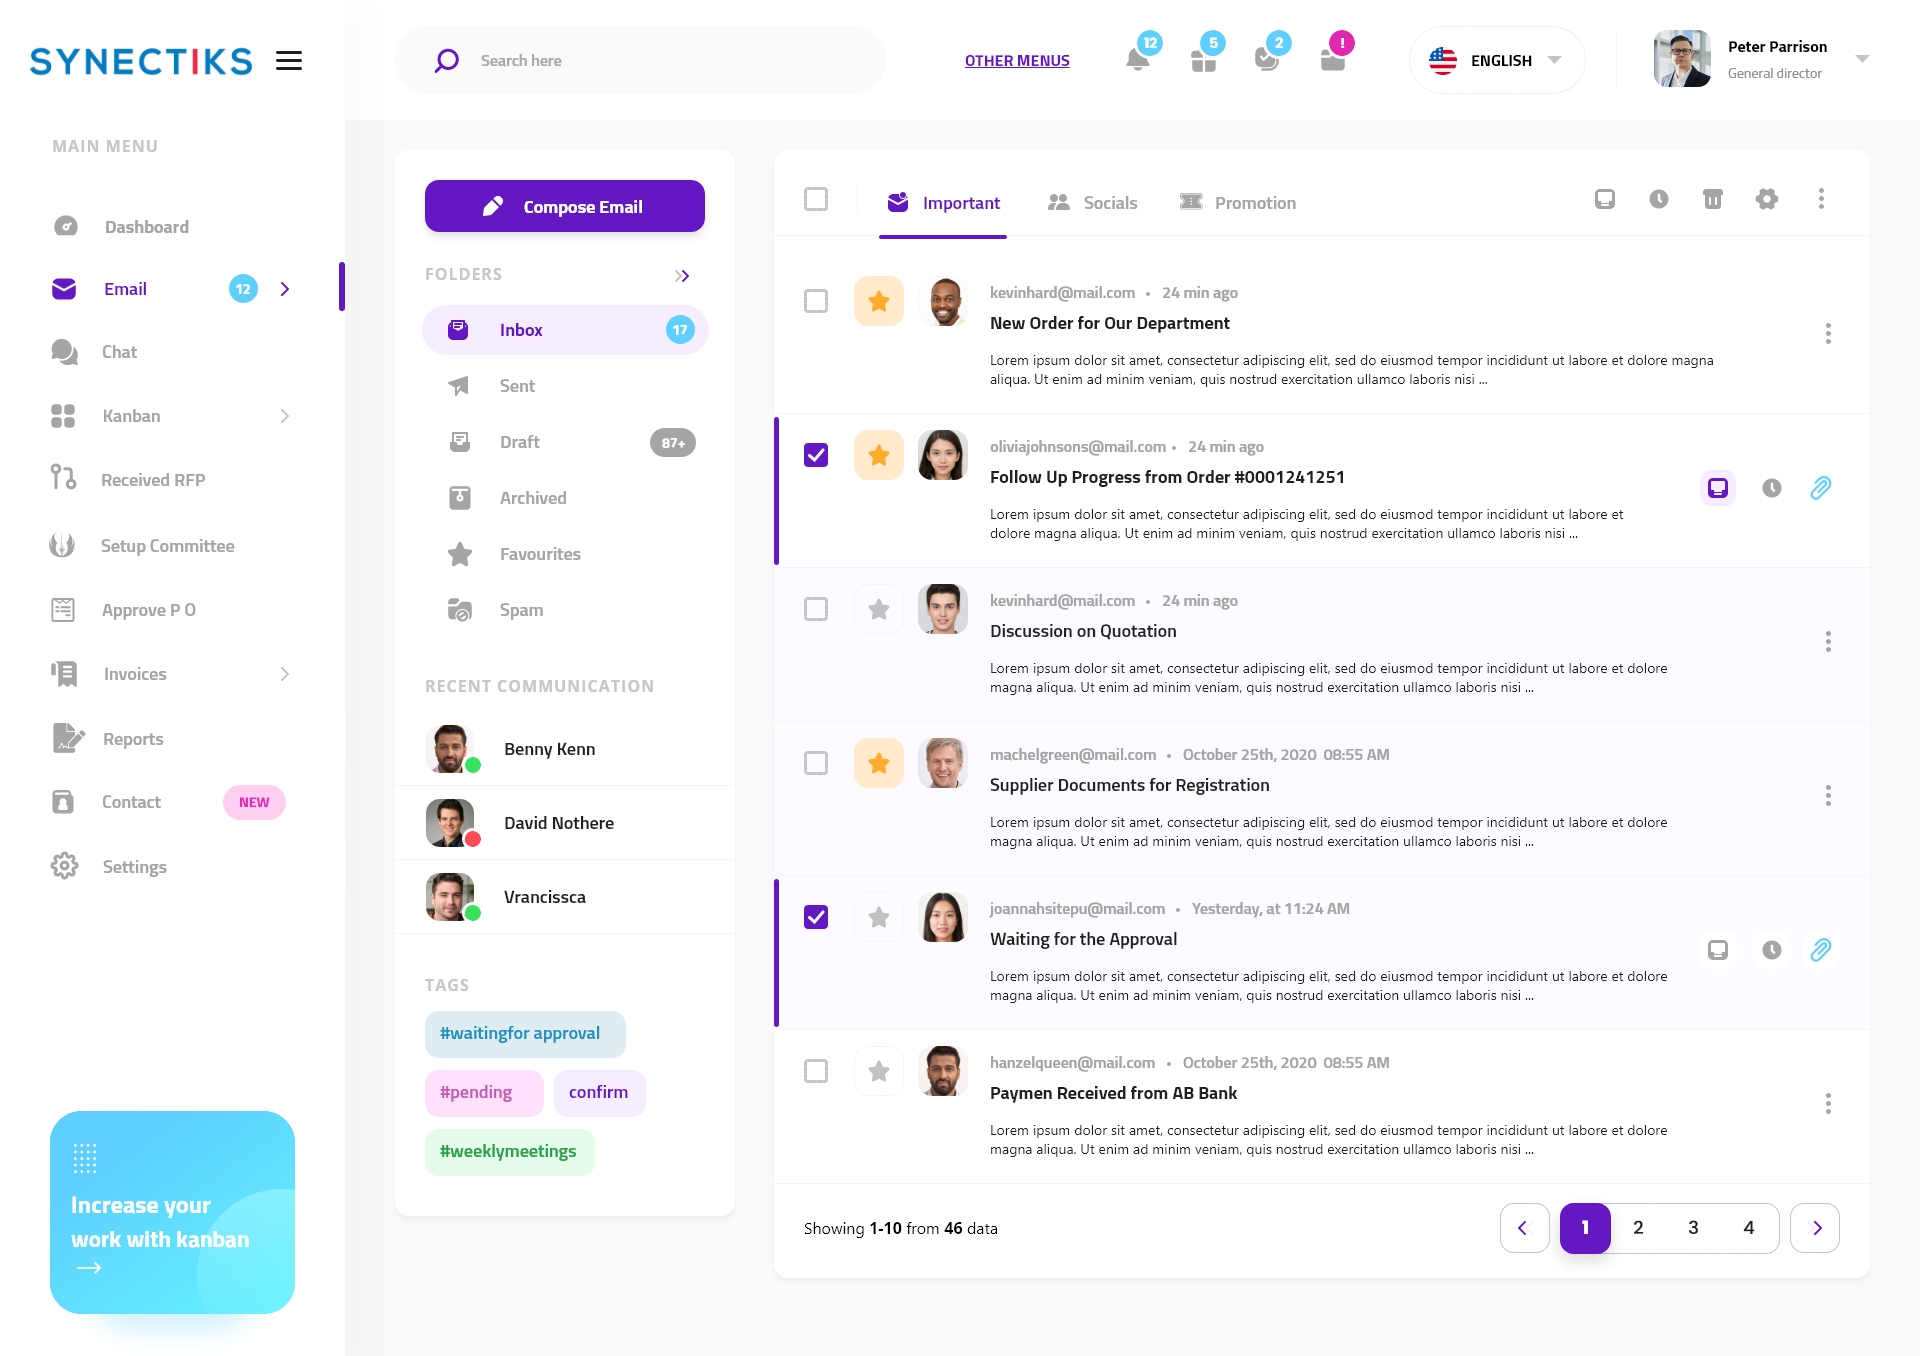 SYNECTIKS
Search here
OTHER MENUS
12
5
2
!
ENGLISH
Peter Parrison
General director
MAIN MENU
Dashboard
Email
12
Chat
Kanban
Received RFP
Setup Committee
Approve P O
Invoices
Reports
Contact
NEW
Settings
Increase your
work with kanban
Compose Email
FOLDERS
Inbox
17
Sent
Draft
87+
Archived
Favourites
Spam
RECENT COMMUNICATION
Benny Kenn
David Nothere
Vrancissca
TAGS
#waitingfor approval
#pending
confirm
#weeklymeetings
Important
Socials
Promotion
kevinhard@mail.com • 24 min ago
New Order for Our Department
Lorem ipsum dolor sit amet, consectetur adipiscing elit, sed do eiusmod tempor incididunt ut labore et dolore magna
aliqua. Ut enim ad minim veniam, quis nostrud exercitation ullamco laboris nisi ...
oliviajohnsons@mail.com • 24 min ago
Follow Up Progress from Order #0001241251
Lorem ipsum dolor sit amet, consectetur adipiscing elit, sed do eiusmod tempor incididunt ut labore et
dolore magna aliqua. Ut enim ad minim veniam, quis nostrud exercitation ullamco laboris nisi ...
kevinhard@mail.com • 24 min ago
Discussion on Quotation
Lorem ipsum dolor sit amet, consectetur adipiscing elit, sed do eiusmod tempor incididunt ut labore et dolore
magna aliqua. Ut enim ad minim veniam, quis nostrud exercitation ullamco laboris nisi ...
machelgreen@mail.com • October 25th, 2020 08:55 AM
Supplier Documents for Registration
Lorem ipsum dolor sit amet, consectetur adipiscing elit, sed do eiusmod tempor incididunt ut labore et dolore
magna aliqua. Ut enim ad minim veniam, quis nostrud exercitation ullamco laboris nisi ...
joannahsitepu@mail.com • Yesterday, at 11:24 AM
Waiting for the Approval
Lorem ipsum dolor sit amet, consectetur adipiscing elit, sed do eiusmod tempor incididunt ut labore et dolore
magna aliqua. Ut enim ad minim veniam, quis nostrud exercitation ullamco laboris nisi ...
hanzelqueen@mail.com • October 25th, 2020 08:55 AM
Paymen Received from AB Bank
Lorem ipsum dolor sit amet, consectetur adipiscing elit, sed do eiusmod tempor incididunt ut labore et dolore
magna aliqua. Ut enim ad minim veniam, quis nostrud exercitation ullamco laboris nisi ...
Showing 1-10 from 46 data
1 2 3 4